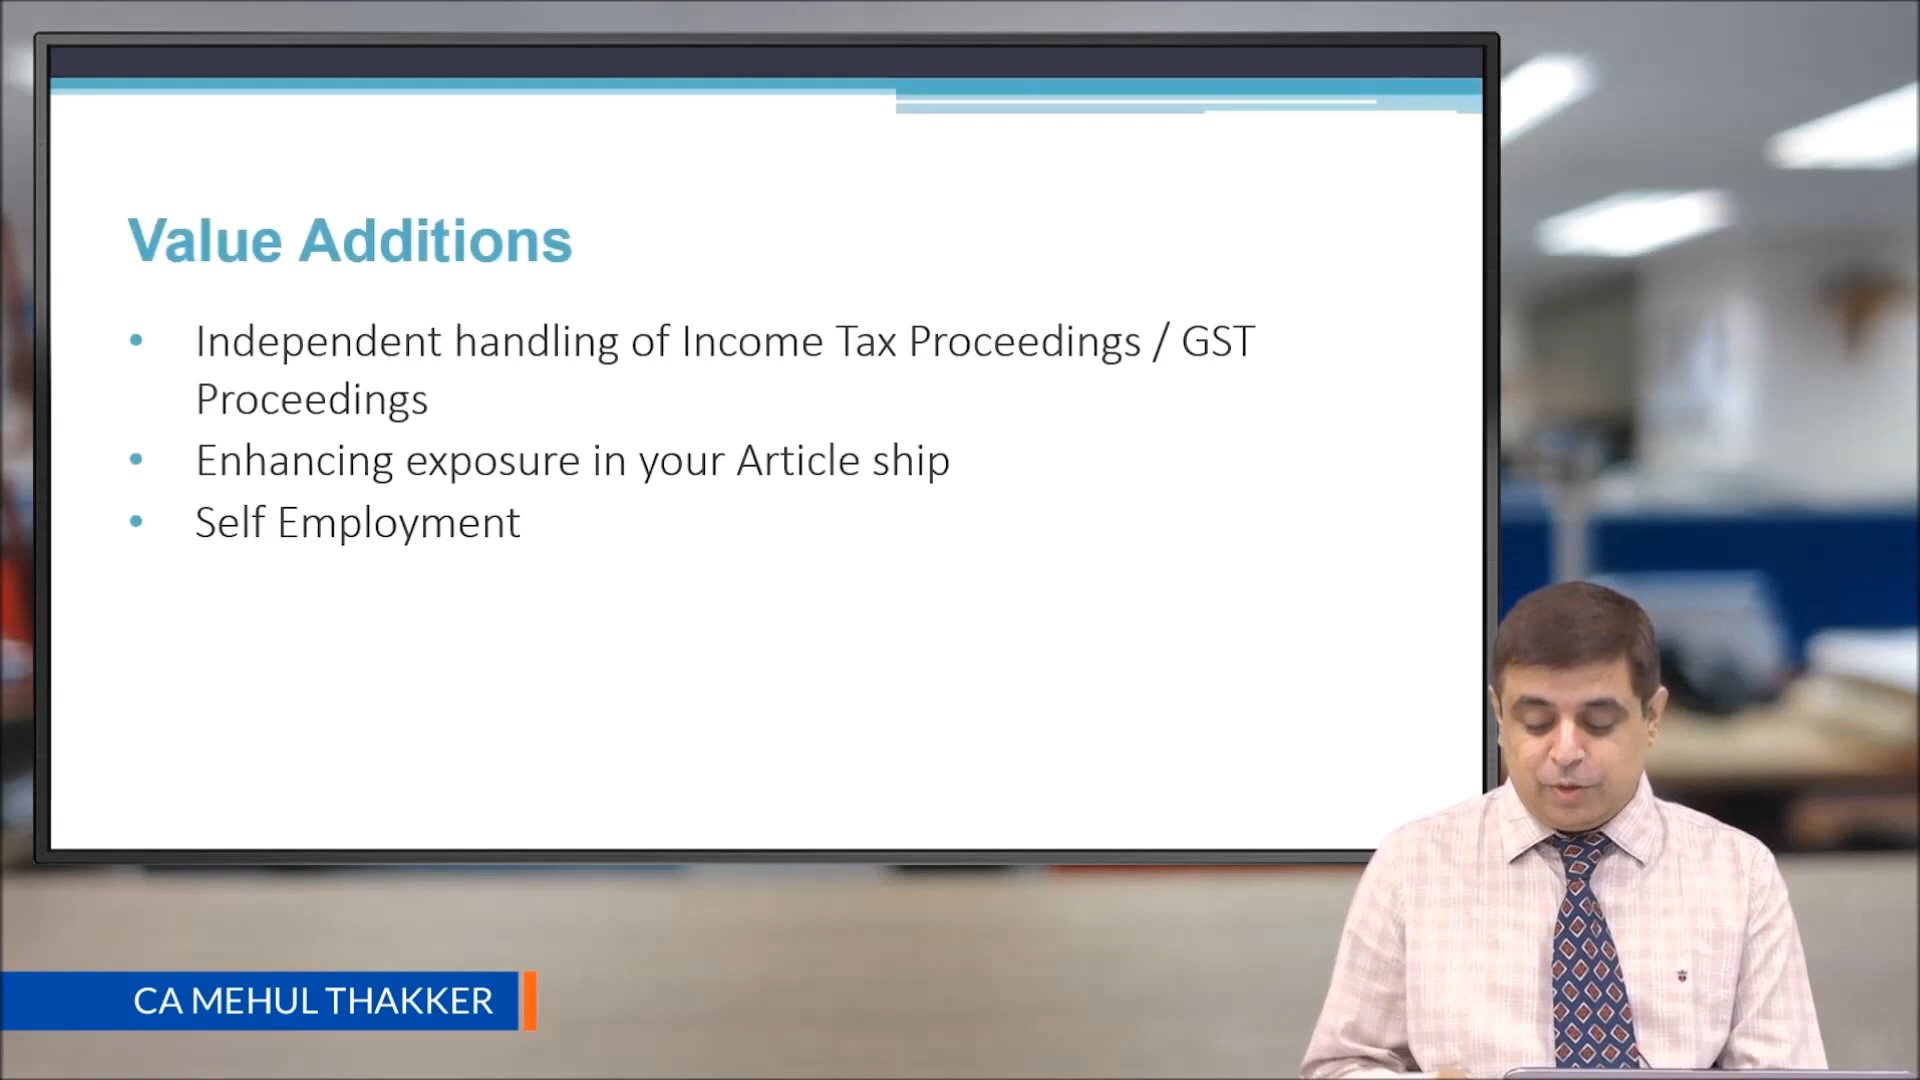 Value Additions
• Independent handling of Income Tax Proceedings / GST
Proceedings
• Enhancing exposure in your Article ship
• Self Employment
CA MEHUL THAKKER